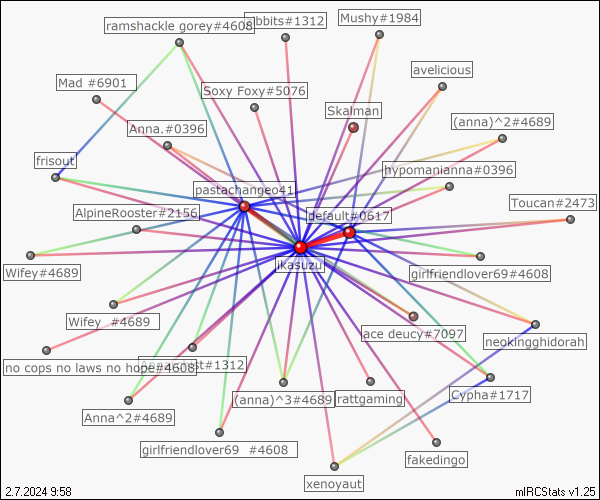 ramshackle gorey#4608
bbits#1312
Mushy#1984
avelicious
Mad #6901
Soxy Foxy#5076
Skalman
Anna.#0396
(anna)^2#4689
frisout
hypomanianna#0396
pastachangeo41
Toucan#2473
AlpineRooster#2156
default#0617
ikasuzu
Wifey#4689
girlfriendlover69#4608
Wifey  #4689
ace deucy#7097
neokingghidorah
no cops no laws no hope#4608
#1312
(anna)^3#4689
rattgaming
Cypha#1717
Anna^2#4689
girlfriendlover69  #4608
fakedingo
xenoyaut
2.7.2024 9:58
mIRCStats v1.25